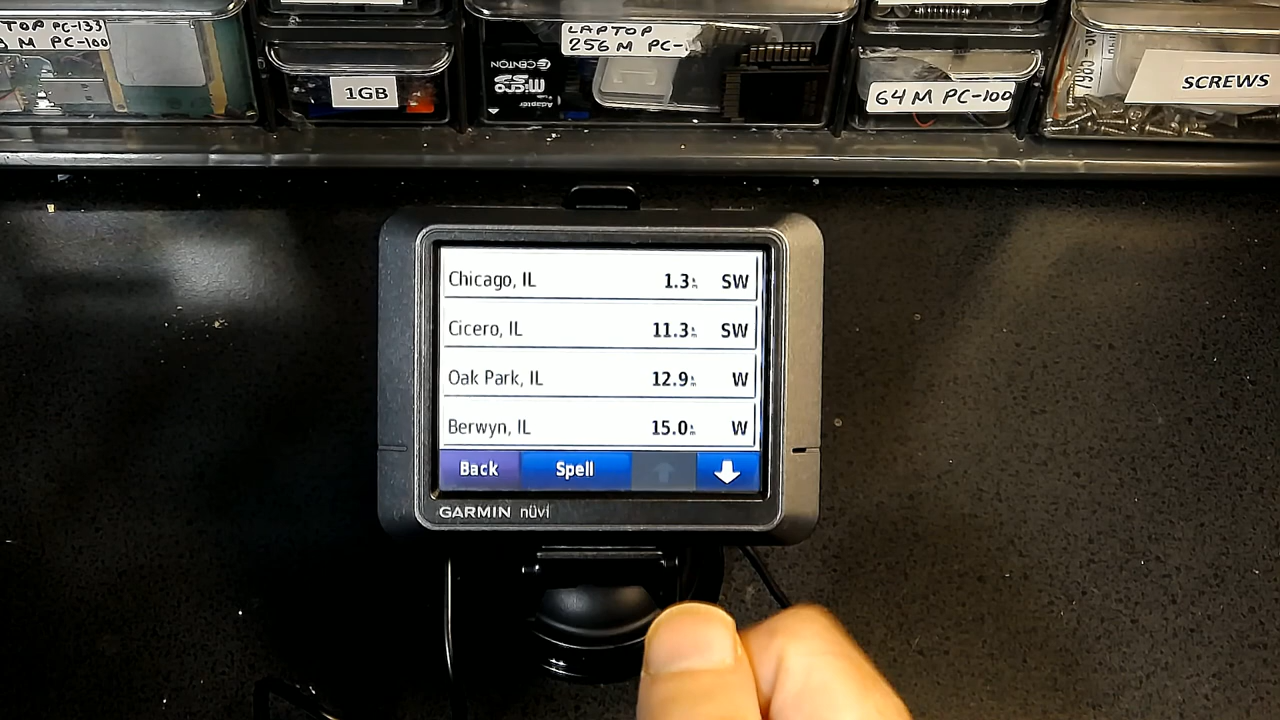 TOP PC-133
M PC-100
1GB
LAPTOP
256 M PC-
CENTON
micro
SD
Adapter
64 M PC-100
SCREWS
Chicago, IL 1.3 SW
Cicero, IL 11.3 SW
Oak Park, IL 12.9 W
Berwyn, IL 15.0 W
Back Spell
GARMIN nüvi